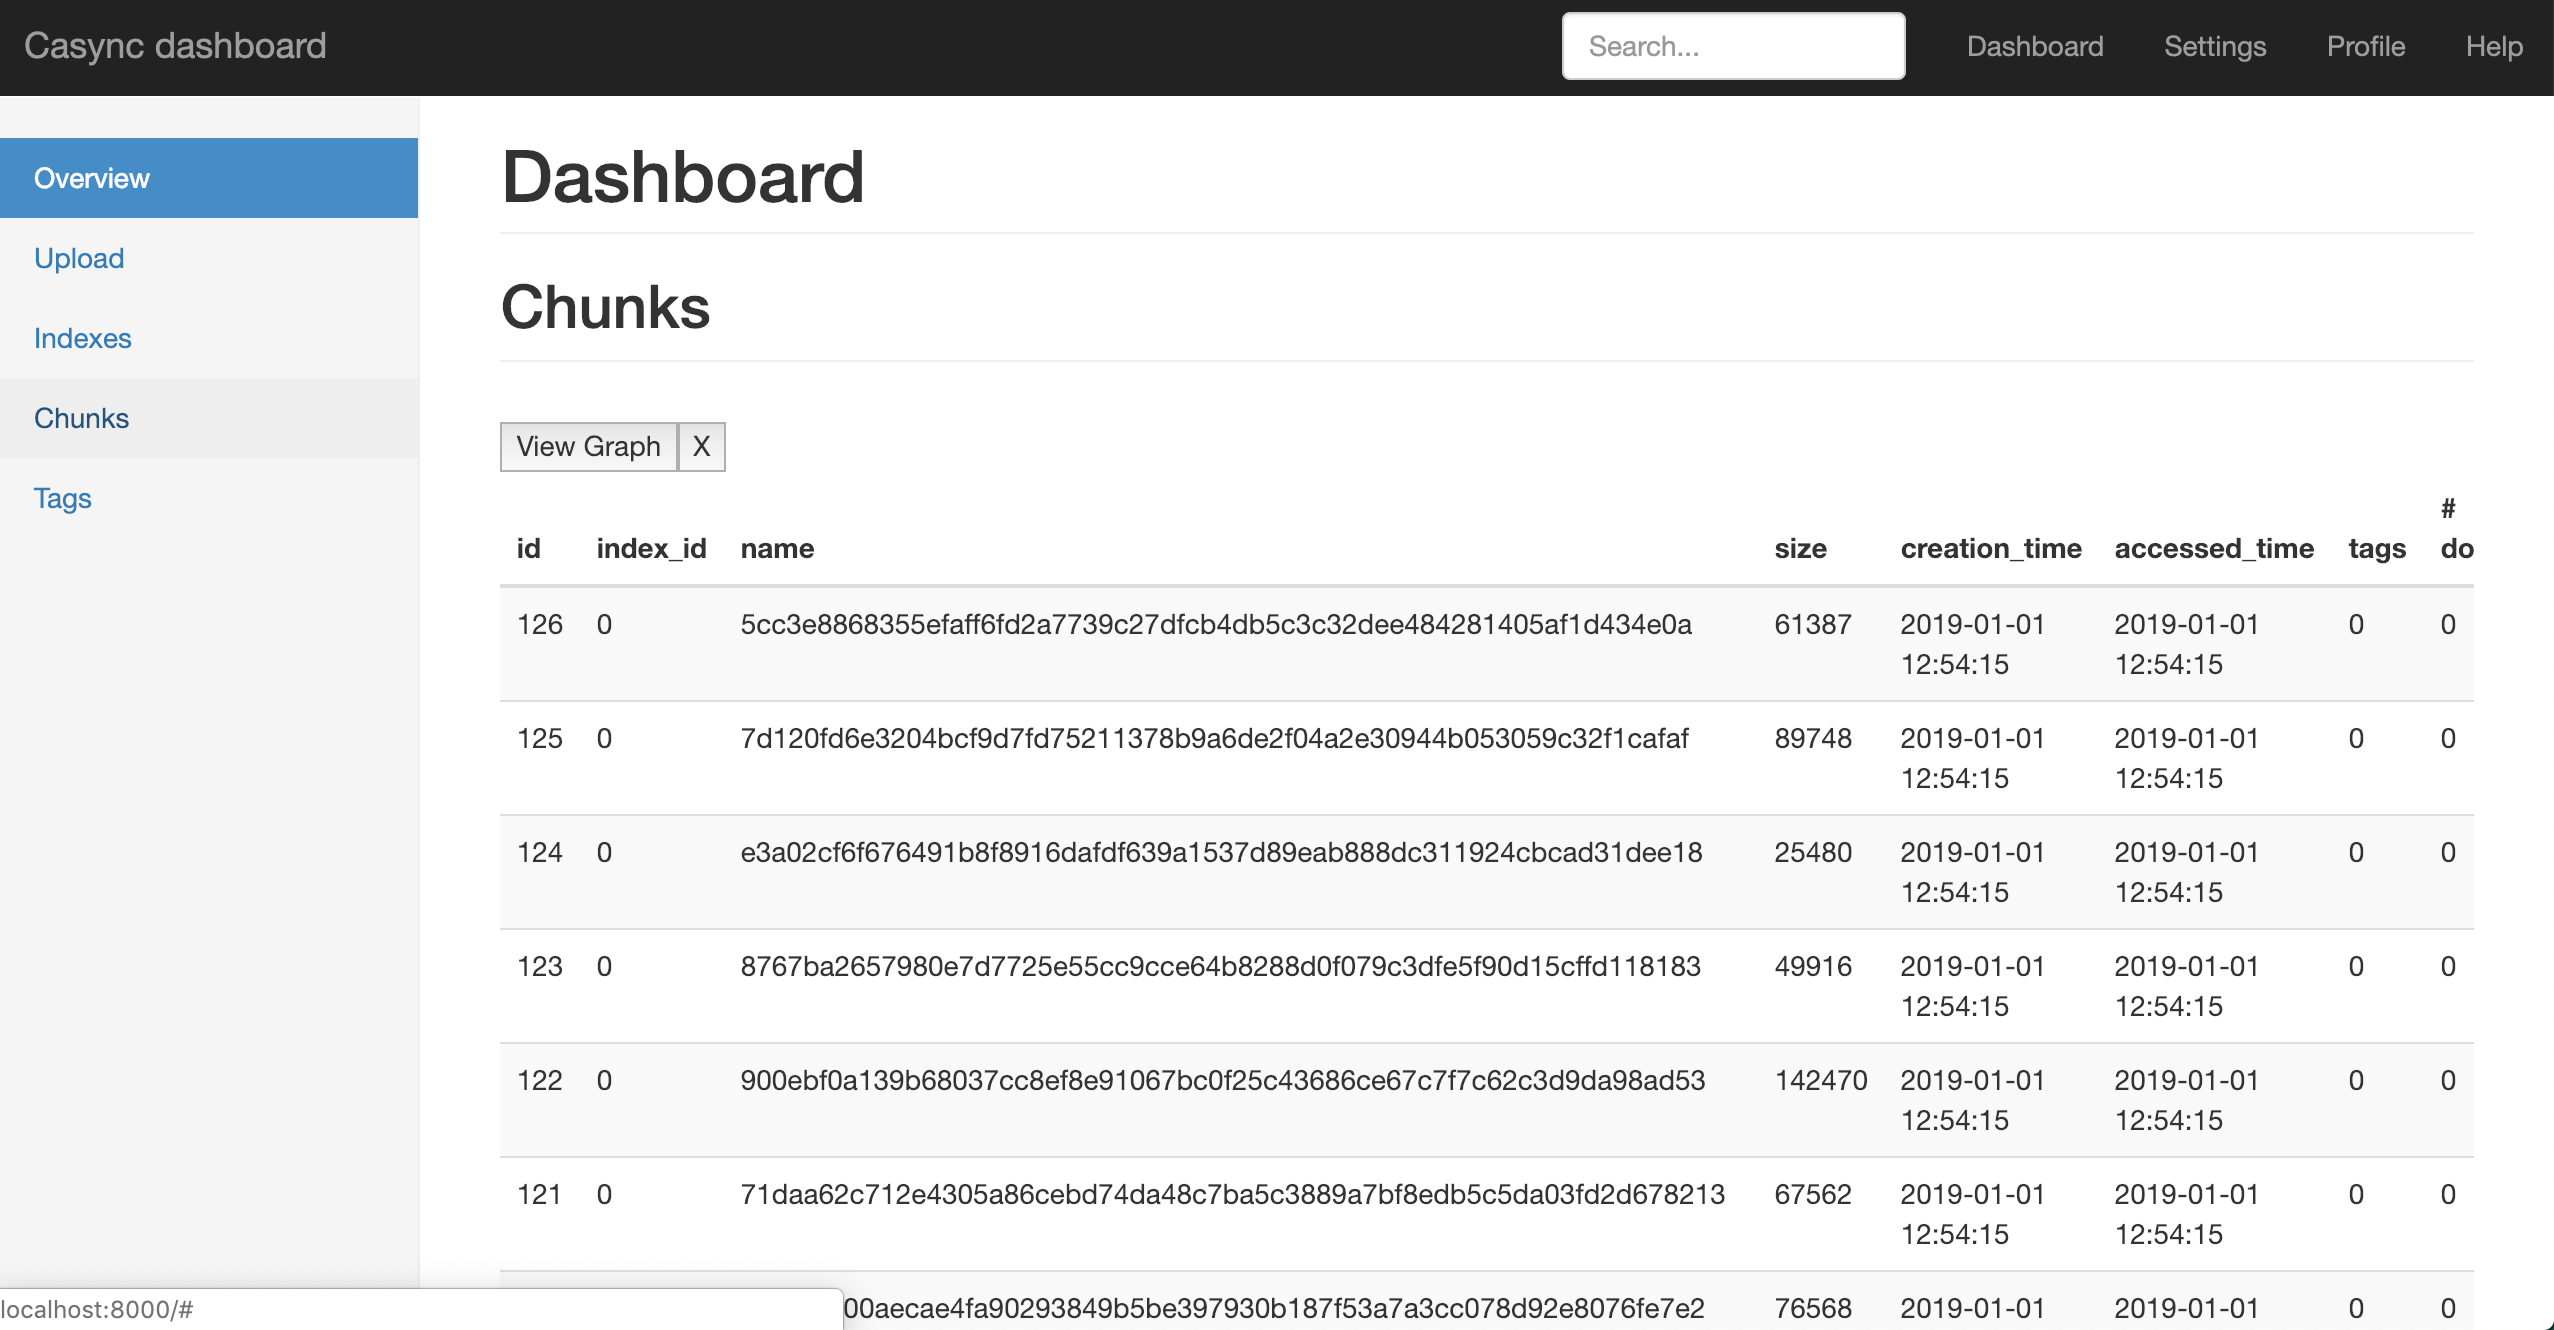 Casync dashboard
Search...
Dashboard Settings Profile Help
Overview
Upload
Indexes
Chunks
Tags
Dashboard
Chunks
View Graph X
id index_id name size creation_time accessed_time tags # do
126 0 5cc3e8868355efaff6fd2a7739c27dfcb4db5c3c32dee484281405af1d434e0a 61387 2019-01-01 12:54:15 2019-01-01 12:54:15 0 0
125 0 7d120fd6e3204bcf9d7fd75211378b9a6de2f04a2e30944b053059c32f1cafaf 89748 2019-01-01 12:54:15 2019-01-01 12:54:15 0 0
124 0 e3a02cf6f676491b8f8916dafdf639a1537d89eab888dc311924cbcad31dee18 25480 2019-01-01 12:54:15 2019-01-01 12:54:15 0 0
123 0 8767ba2657980e7d7725e55cc9cce64b8288d0f079c3dfe5f90d15cffd118183 49916 2019-01-01 12:54:15 2019-01-01 12:54:15 0 0
122 0 900ebf0a139b68037cc8ef8e91067bc0f25c43686ce67c7f7c62c3d9da98ad53 142470 2019-01-01 12:54:15 2019-01-01 12:54:15 0 0
121 0 71daa62c712e4305a86cebd74da48c7ba5c3889a7bf8edb5c5da03fd2d678213 67562 2019-01-01 12:54:15 2019-01-01 12:54:15 0 0
00aecae4fa90293849b5be397930b187f53a7a3cc078d92e8076fe7e2 76568 2019-01-01 2019-01-01 0 0
localhost:8000/#